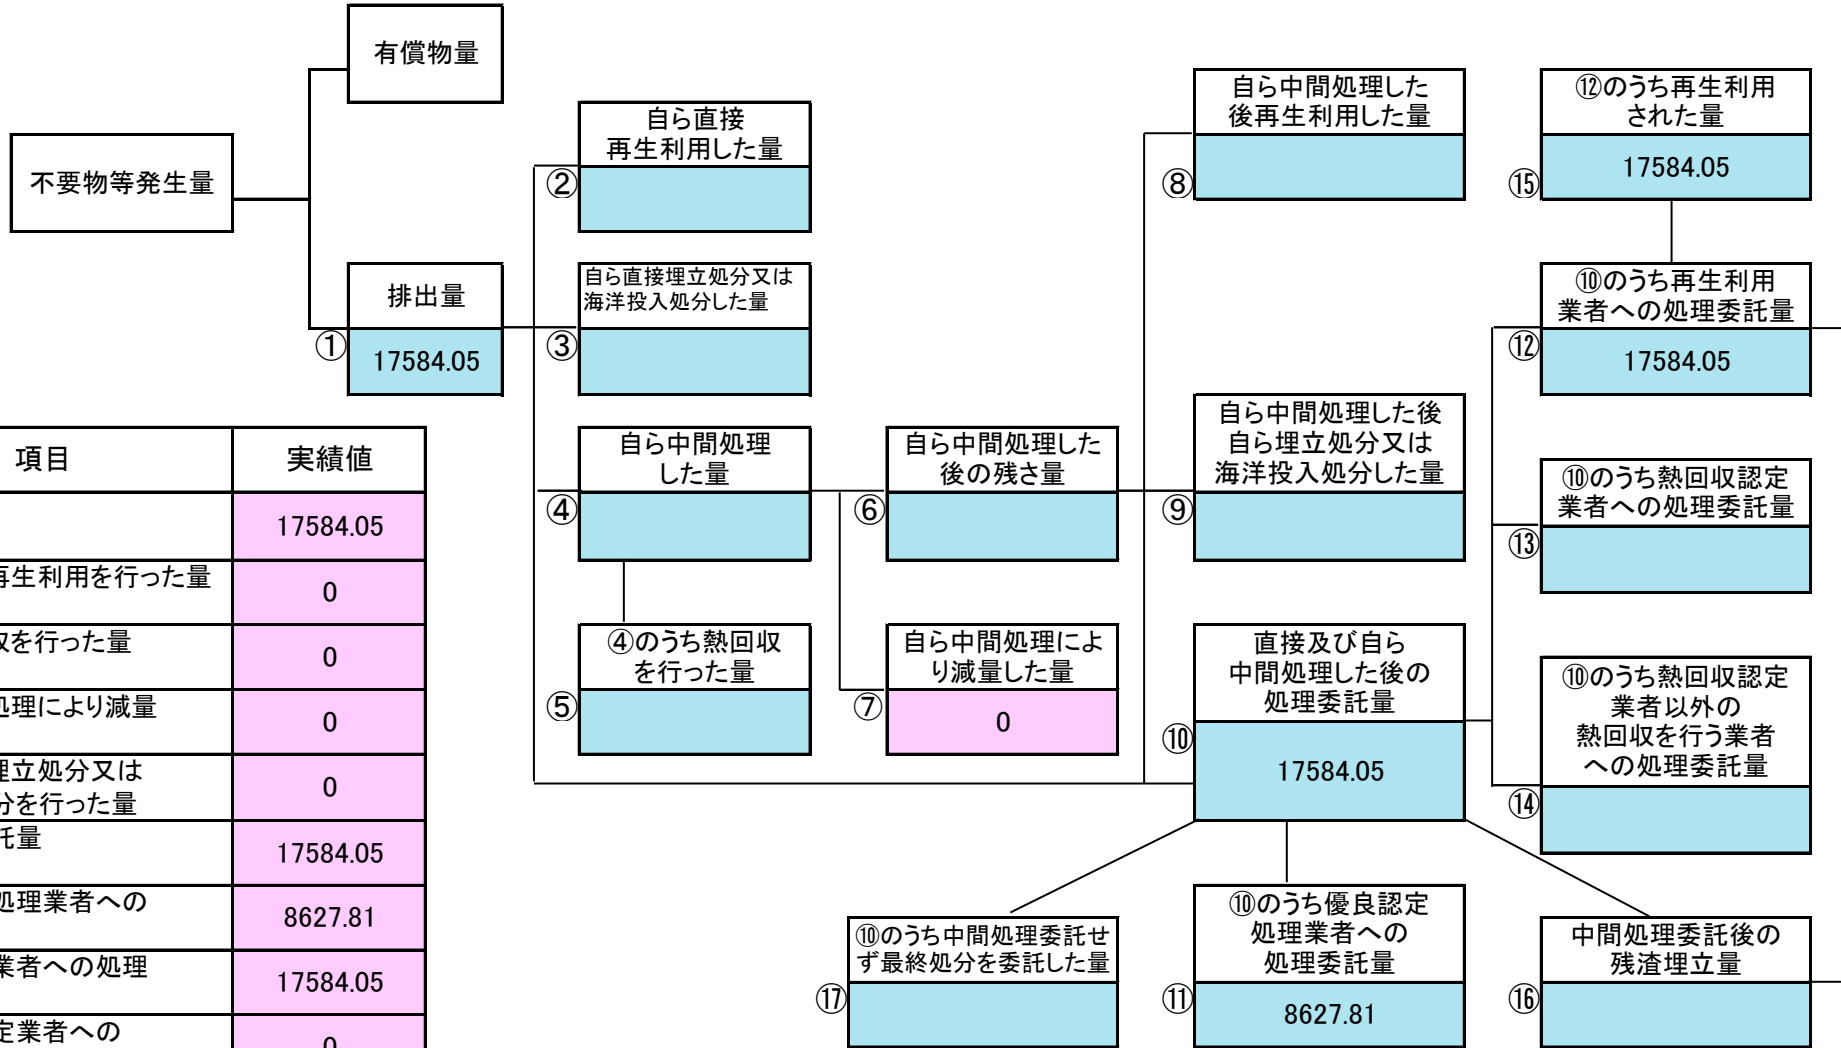 有償物量
不要物等発生量
排出量
①
17584.05
自ら直接
再生利用した量
②
自ら直接埋立処分又は
海洋投入処分した量
③
自ら中間処理
した量
④
④のうち熱回収
を行った量
⑤
自ら中間処理した
後の残さ量
⑥
自ら中間処理によ
り減量した量
⑦
0
自ら中間処理した
後再生利用した量
⑧
自ら中間処理した後
自ら埋立処分又は
海洋投入処分した量
⑨
直接及び自ら
中間処理した後の
処理委託量
⑩
17584.05
⑫のうち再生利用
された量
⑮
17584.05
⑩のうち再生利用
業者への処理委託量
⑫
17584.05
⑩のうち熱回収認定
業者への処理委託量
⑬
⑩のうち熱回収認定
業者以外の
熱回収を行う業者
への処理委託量
⑭
⑩のうち中間処理委託せ
ず最終処分を委託した量
⑰
⑩のうち優良認定
処理業者への
処理委託量
⑪
8627.81
中間処理委託後の
残渣埋立量
⑯
項目 実績値
17584.05
再生利用を行った量
0
収を行った量
0
処理により減量
0
埋立処分又は
分を行った量
0
託量
17584.05
処理業者への
8627.81
業者への処理
17584.05
定業者への
0